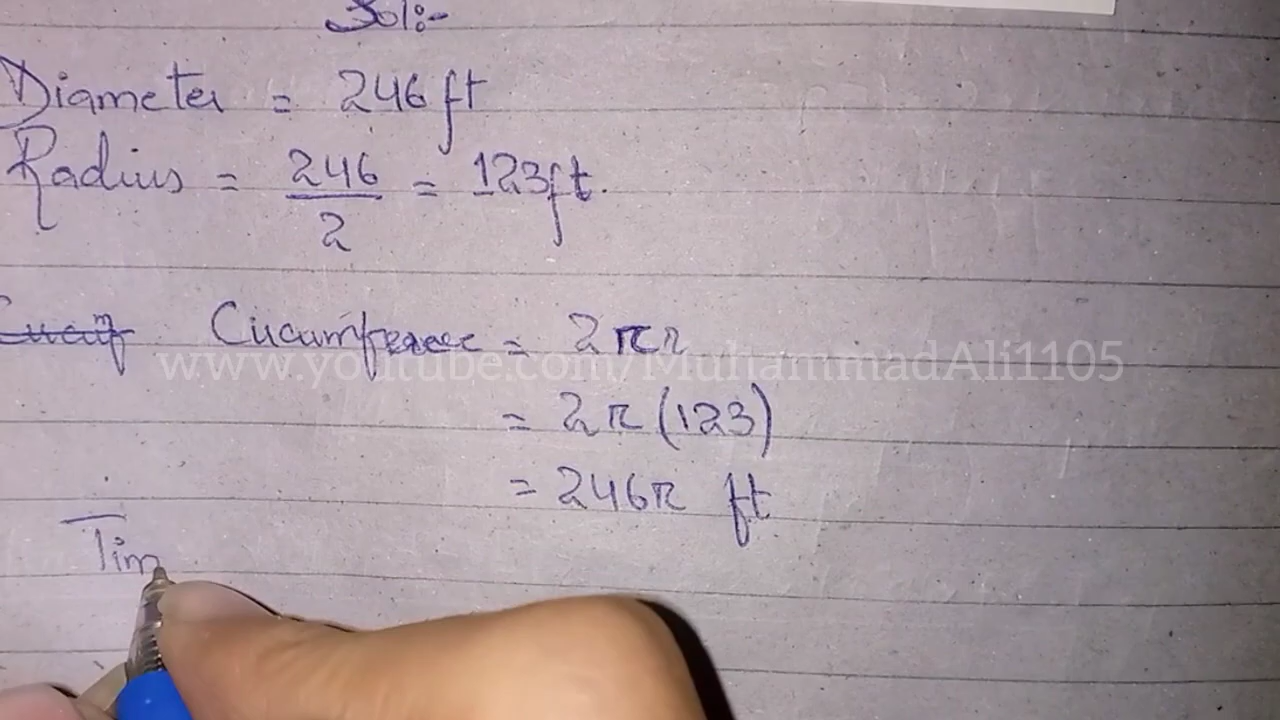 Sol:-
Diameter = 246 ft
Radius = 246/2 = 123ft.
Circumference = 2πr
www.youtube.com/MuhammadAli1105
= 2π(123)
= 246π ft
Tim